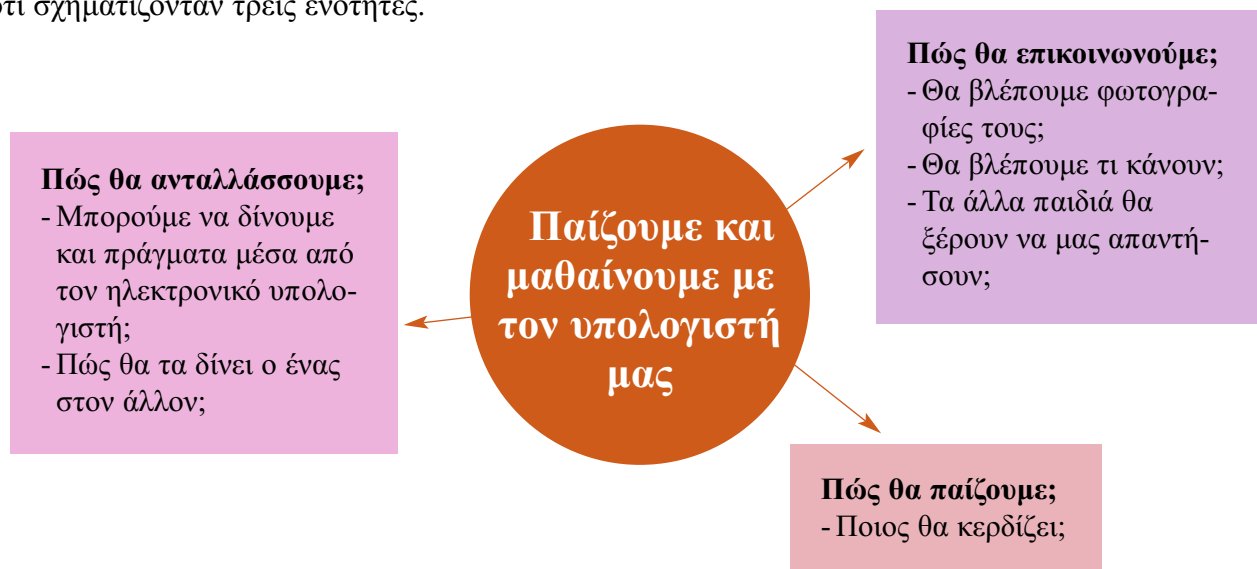 ότι σχηματίζονταν τρεις ενότητες.
Πώς θα ανταλλάσσουμε;
- Μπορούμε να δίνουμε
και πράγματα μέσα από
τον ηλεκτρονικό υπολο-
γιστή;
- Πώς θα τα δίνει ο ένας
στον άλλον;
Παίζουμε και
μαθαίνουμε με
τον υπολογιστή
μας
Πώς θα επικοινωνούμε;
- Θα βλέπουμε φωτογρα-
φίες τους;
- Θα βλέπουμε τι κάνουν;
- Τα άλλα παιδιά θα
ξέρουν να μας απαντή-
σουν;
Πώς θα παίζουμε;
- Ποιος θα κερδίζει;